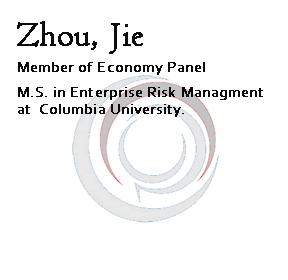 Zhou, Jie
Member of Economy Panel
M.S. in Enterprise Risk Managment
at Columbia University.